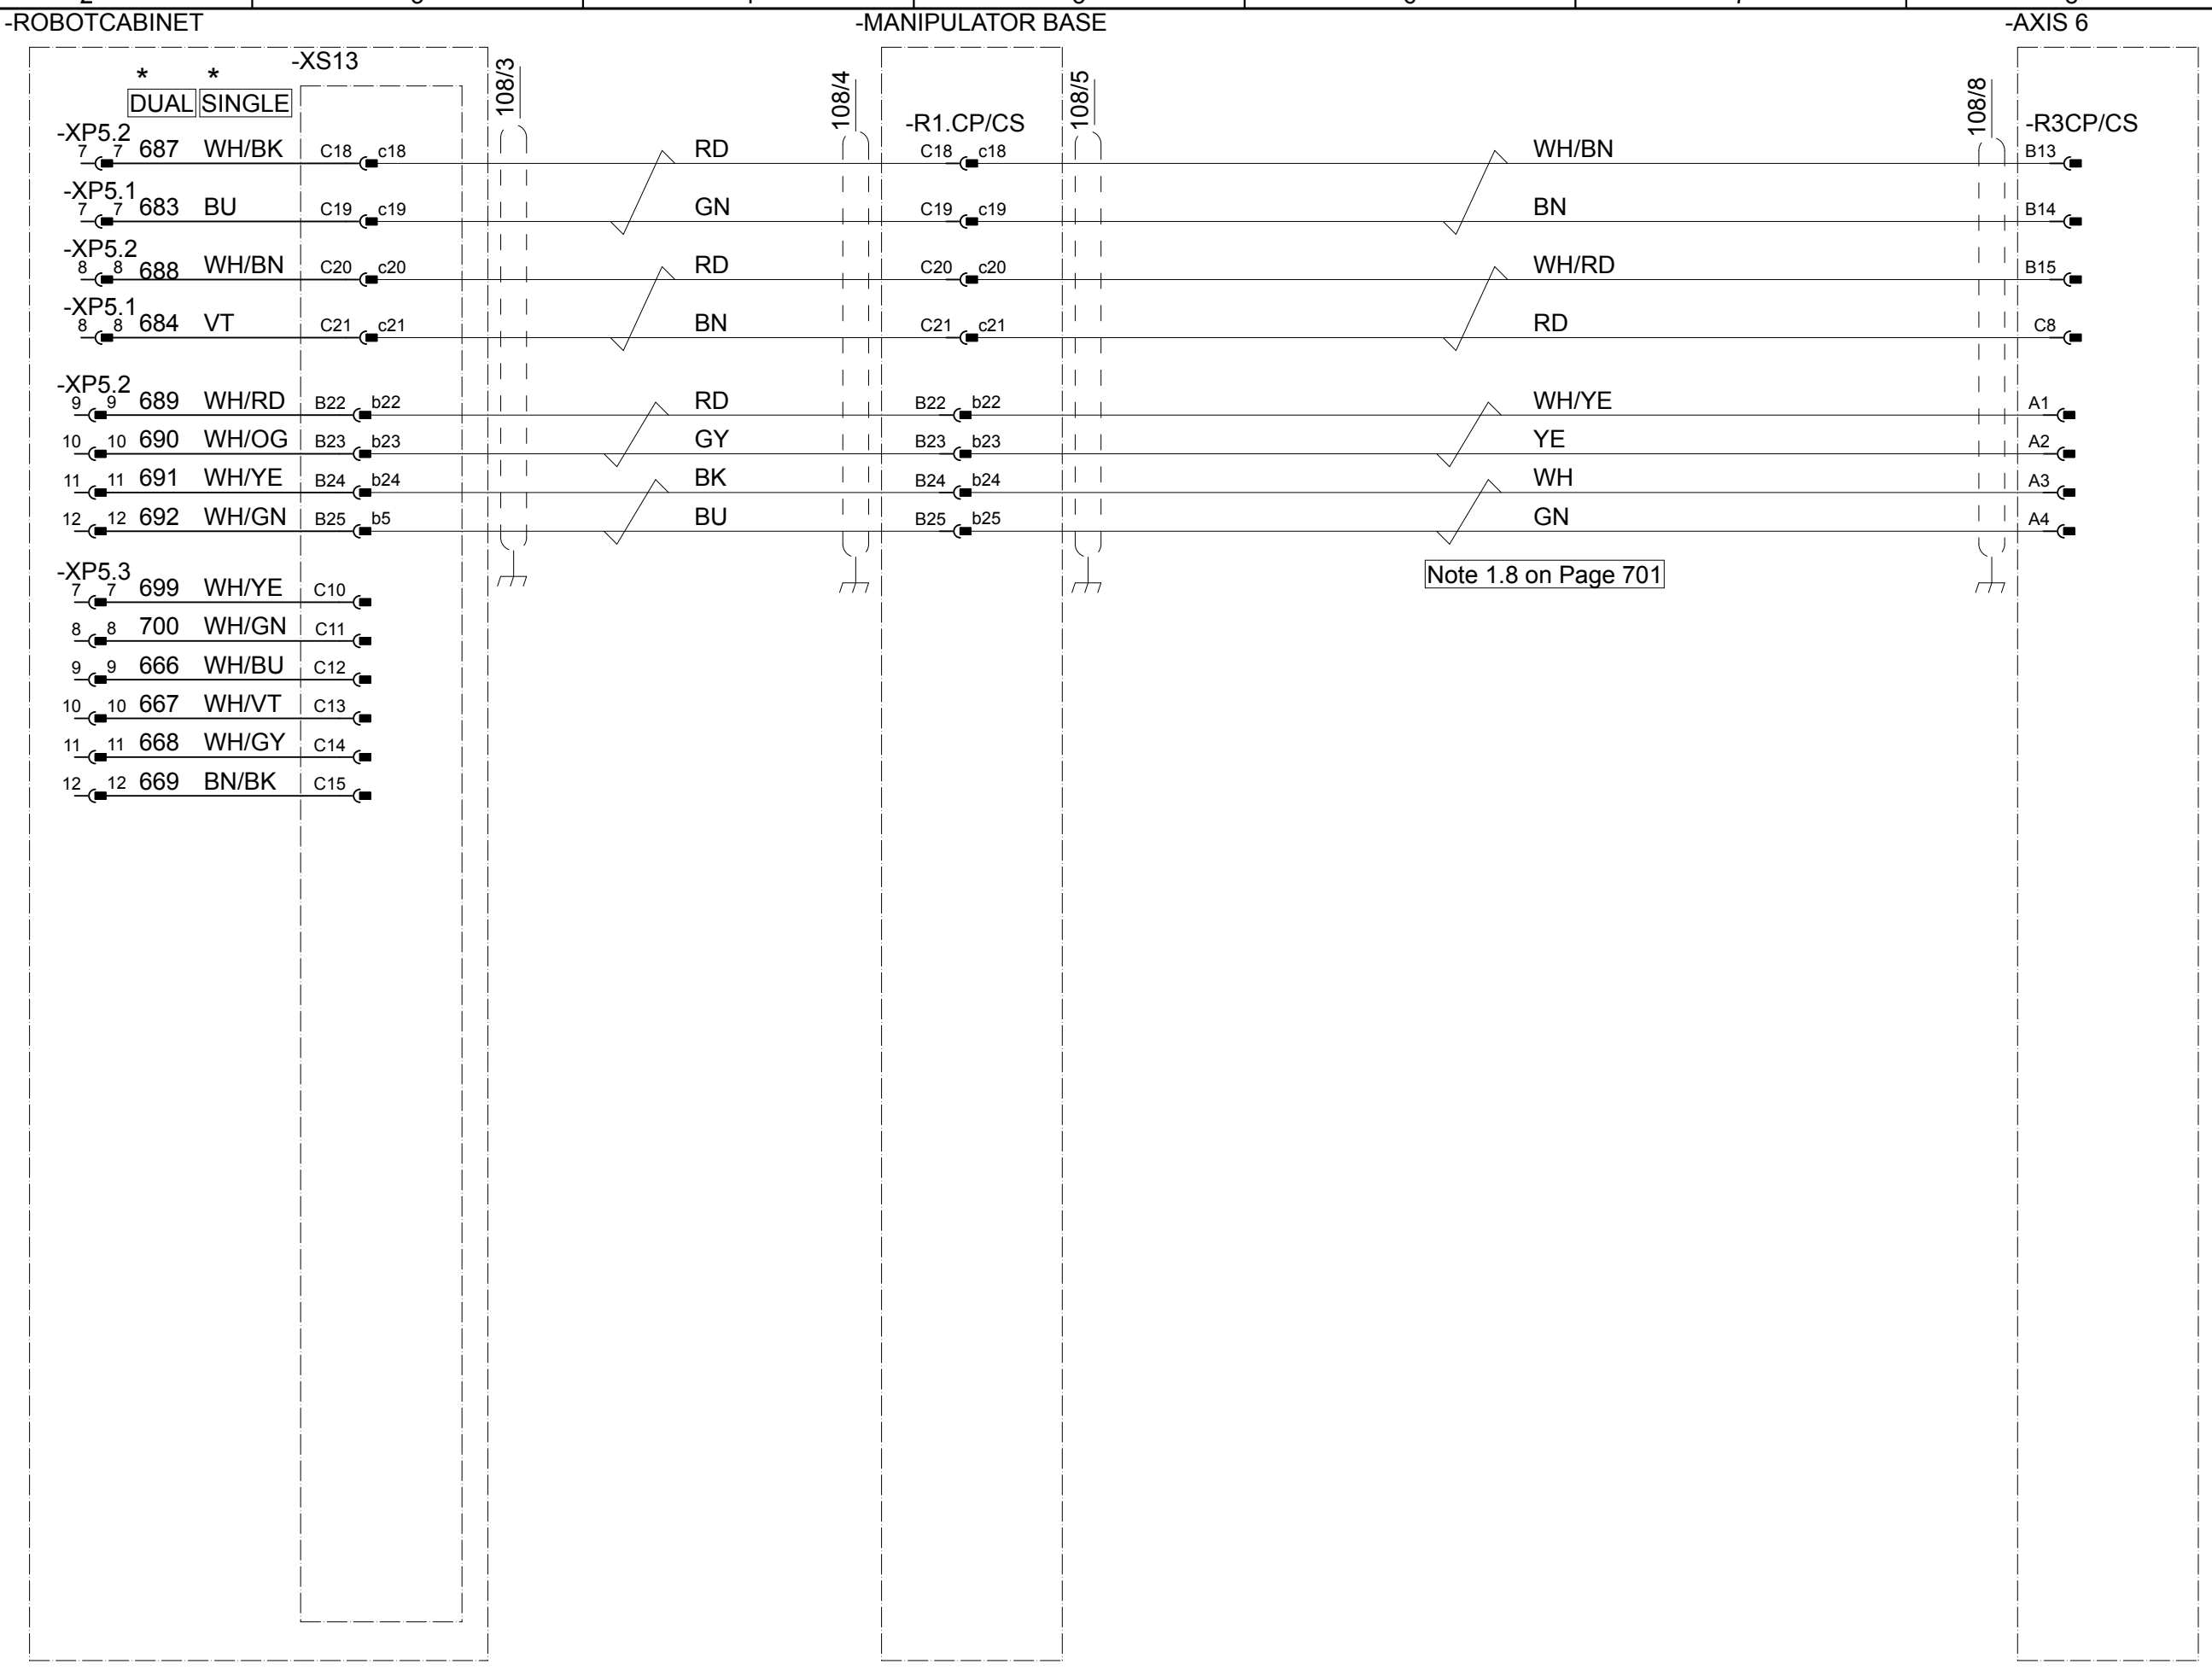 -ROBOTCABINET -MANIPULATOR BASE -AXIS 6
-XS13
* *
DUAL SINGLE
108/3 108/4 108/5 108/8
-R1.CP/CS -R3CP/CS
-XP5.2
7 7 687 WH/BK C18 c18 RD C18 c18 WH/BN B13
-XP5.1
7 7 683 BU C19 c19 GN C19 c19 BN B14
-XP5.2
8 8 688 WH/BN C20 c20 RD C20 c20 WH/RD B15
-XP5.1
8 8 684 VT C21 c21 BN C21 c21 RD C8
-XP5.2
9 9 689 WH/RD B22 b22 RD B22 b22 WH/YE A1
10 10 690 WH/OG B23 b23 GY B23 b23 YE A2
11 11 691 WH/YE B24 b24 BK B24 b24 WH A3
12 12 692 WH/GN B25 b5 BU B25 b25 GN A4
Note 1.8 on Page 701
-XP5.3
7 7 699 WH/YE C10
8 8 700 WH/GN C11
9 9 666 WH/BU C12
10 10 667 WH/VT C13
11 11 668 WH/GY C14
12 12 669 BN/BK C15